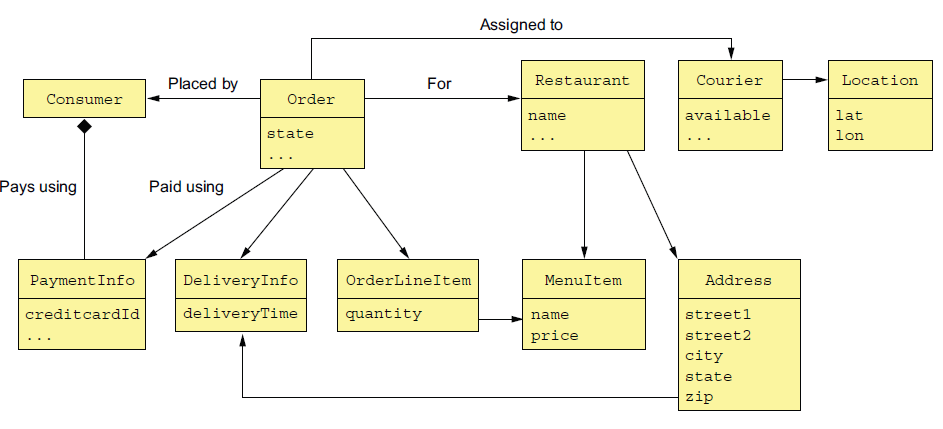 Assigned to
Consumer
Placed by
Order
state
...
For
Restaurant
name
...
Courier
available
...
Location
lat
lon
Pays using
Paid using
PaymentInfo
creditcardId
...
DeliveryInfo
deliveryTime
OrderLineItem
quantity
MenuItem
name
price
Address
street1
street2
city
state
zip